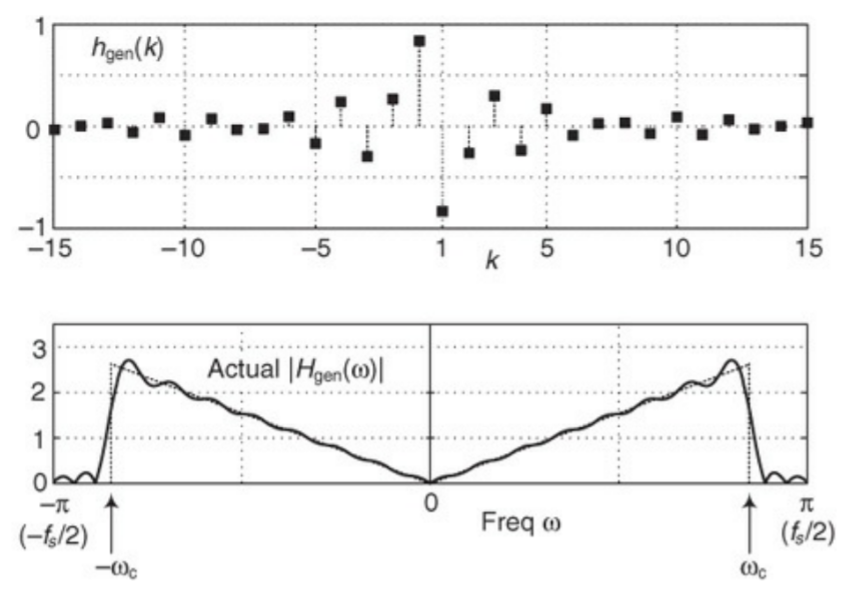 1
h_gen(k)
0
−1
−15 −10 −5 1 5 10 15
k
3
Actual |H_gen(ω)|
2
1
0
−π 0 π
(−f_s/2) Freq ω (f_s/2)
−ω_c ω_c